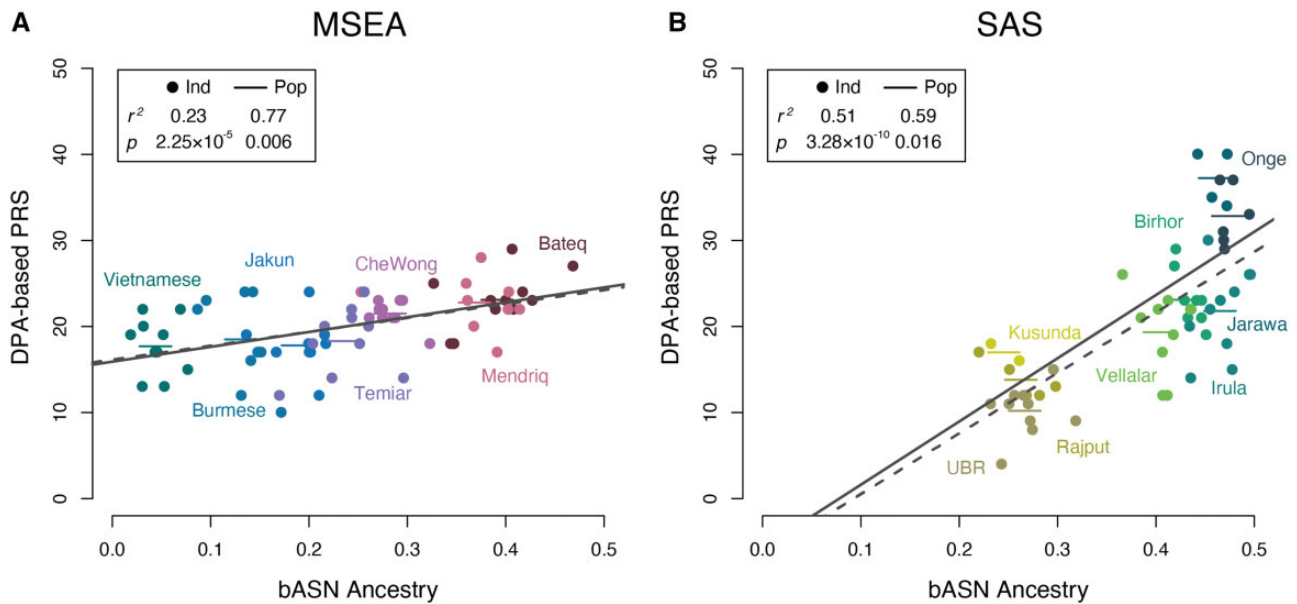 A
MSEA
Ind Pop
r² 0.23 0.77
p 2.25×10⁻⁵ 0.006
DPA-based PRS
50
40
30
20
10
0
Vietnamese
Jakun
CheWong
Bateq
Burmese
Temiar
Mendriq
0.0 0.1 0.2 0.3 0.4 0.5
bASN Ancestry
B
SAS
Ind Pop
r² 0.51 0.59
p 3.28×10⁻¹⁰ 0.016
DPA-based PRS
50
40
30
20
10
0
Onge
Birhor
Kusunda
Jarawa
Vellalar
Irula
Rajput
UBR
0.0 0.1 0.2 0.3 0.4 0.5
bASN Ancestry